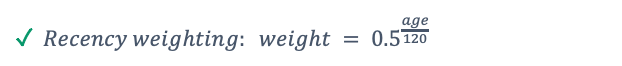 ✓ Recency weighting: weight = 0.5^(age/120)